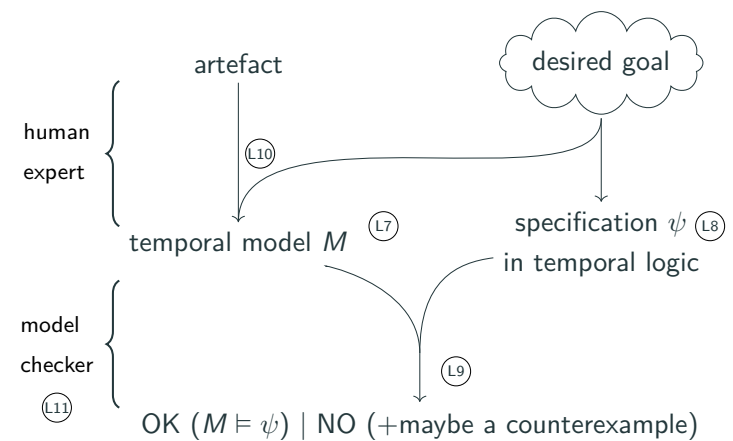 artefact
desired goal
human
expert
L10
temporal model M
L7
specification ψ
L8
in temporal logic
model
checker
L11
L9
OK (M ⊨ ψ) | NO (+maybe a counterexample)